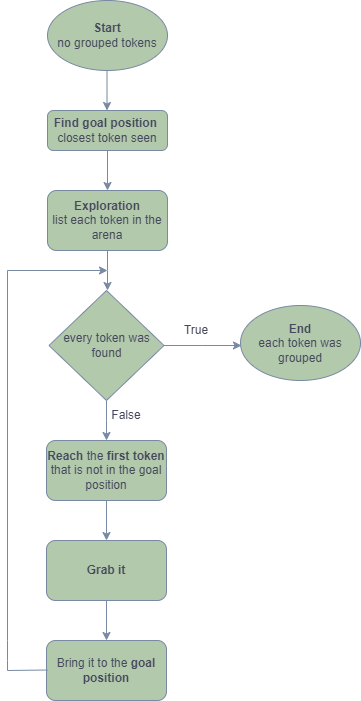 Start
no grouped tokens
Find goal position
closest token seen
Exploration
list each token in the
arena
every token was
found
True
End
each token was
grouped
False
Reach the first token
that is not in the goal
position
Grab it
Bring it to the goal
position